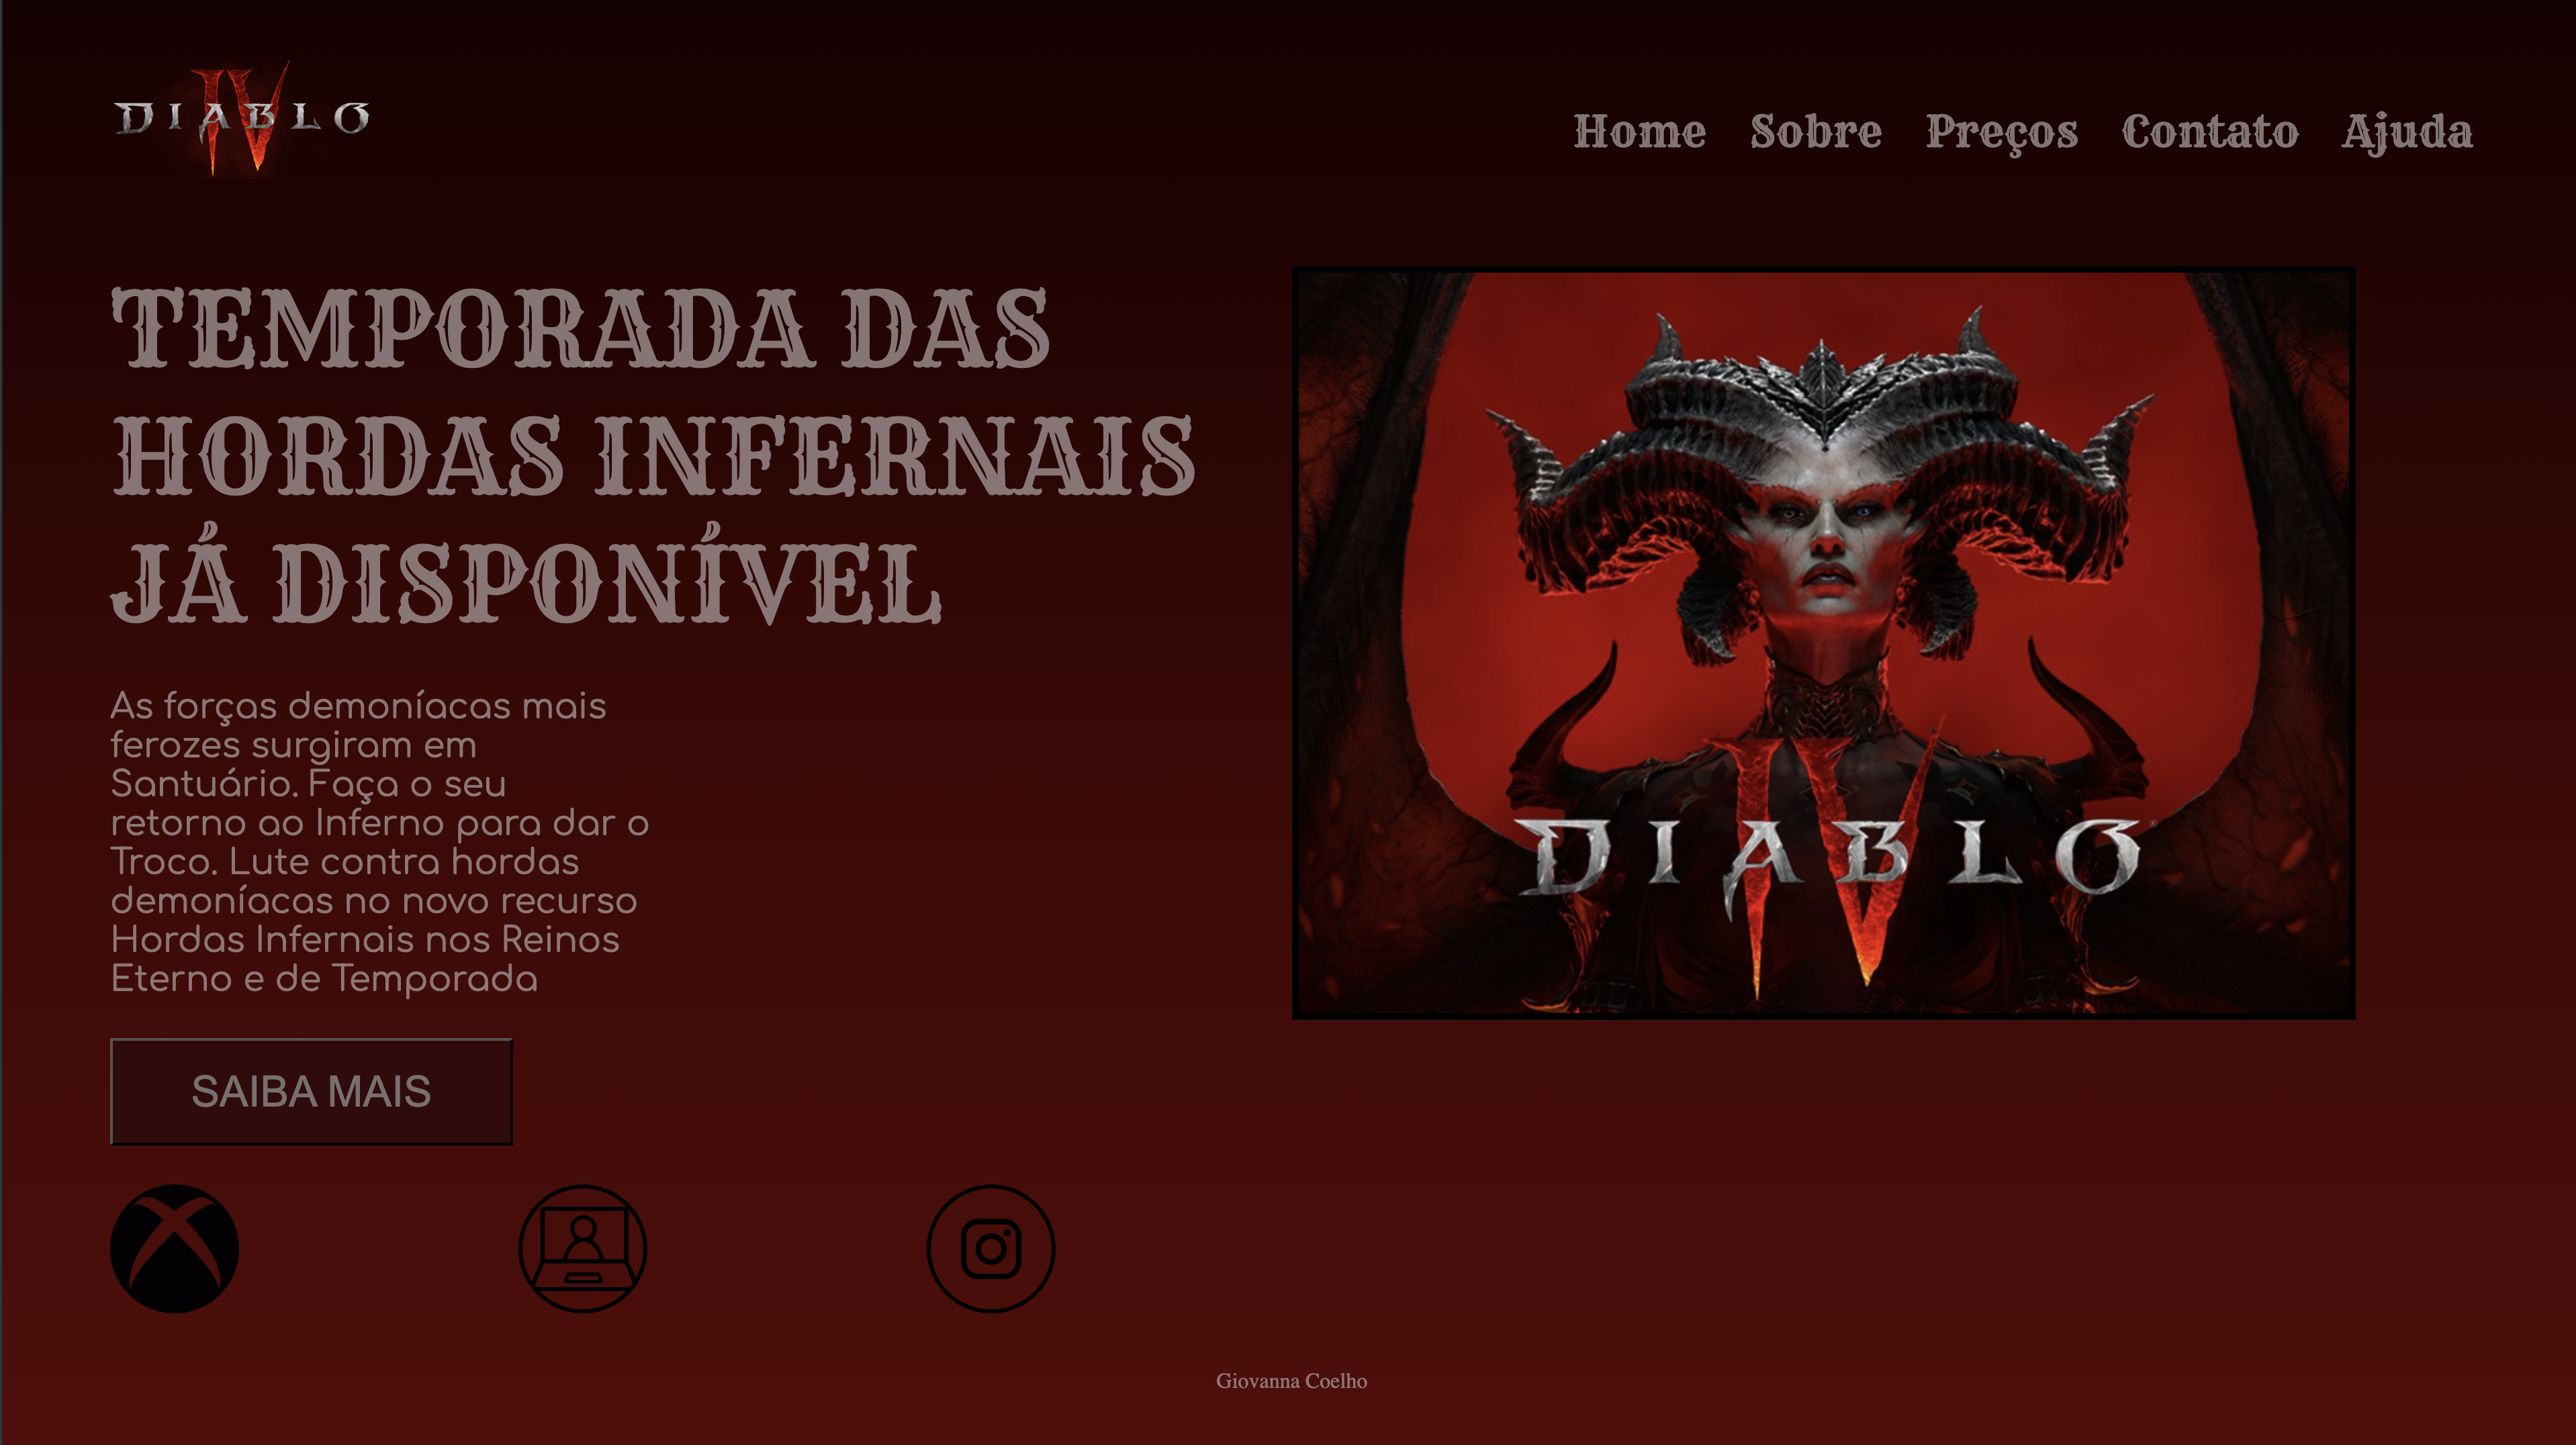 DIABLO IV
Home Sobre Preços Contato Ajuda
TEMPORADA DAS
HORDAS INFERNAIS
JÁ DISPONÍVEL
As forças demoníacas mais
ferozes surgiram em
Santuário. Faça o seu
retorno ao Inferno para dar o
Troco. Lute contra hordas
demoníacas no novo recurso
Hordas Infernais nos Reinos
Eterno e de Temporada
SAIBA MAIS
DIABLO IV
Giovanna Coelho